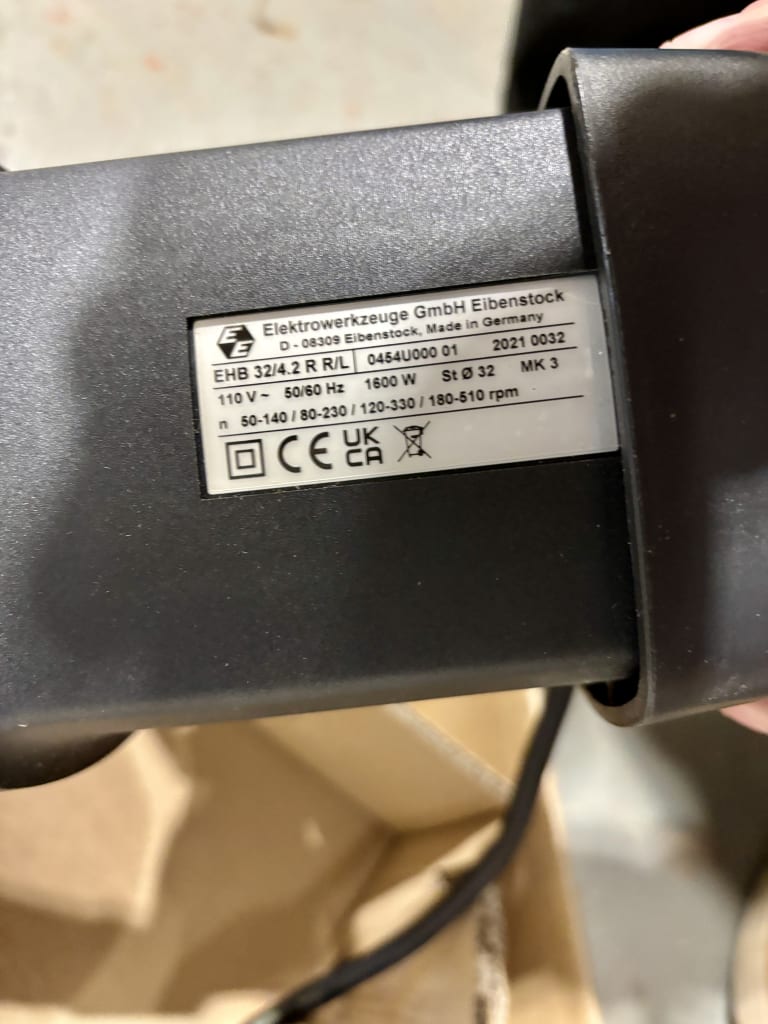 EE Elektrowerkzeuge GmbH Eibenstock
D - 08309 Eibenstock, Made in Germany
EHB 32/4.2 R R/L 0454U000 01 2021 0032
110 V ~ 50/60 Hz 1600 W St Ø 32 MK 3
n 50-140 / 80-230 / 120-330 / 180-510 rpm
CE UK CA